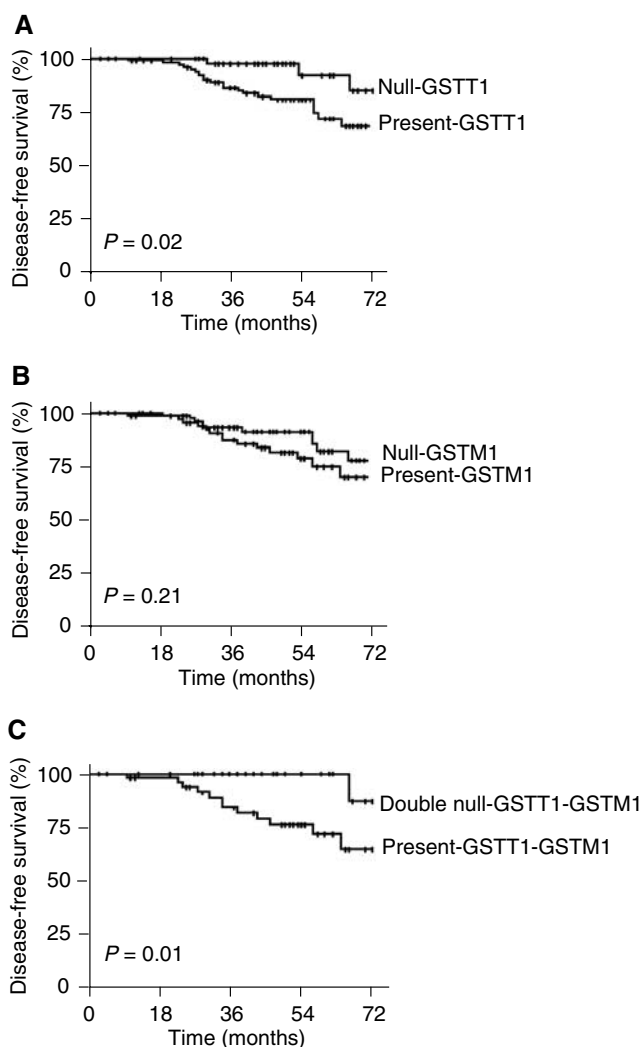 A
Disease-free survival (%)
100
75
50
25
0
Null-GSTT1
Present-GSTT1
P = 0.02
0 18 36 54 72
Time (months)
B
Disease-free survival (%)
100
75
50
25
0
Null-GSTM1
Present-GSTM1
P = 0.21
0 18 36 54 72
Time (months)
C
Disease-free survival (%)
100
75
50
25
0
Double null-GSTT1-GSTM1
Present-GSTT1-GSTM1
P = 0.01
0 18 36 54 72
Time (months)